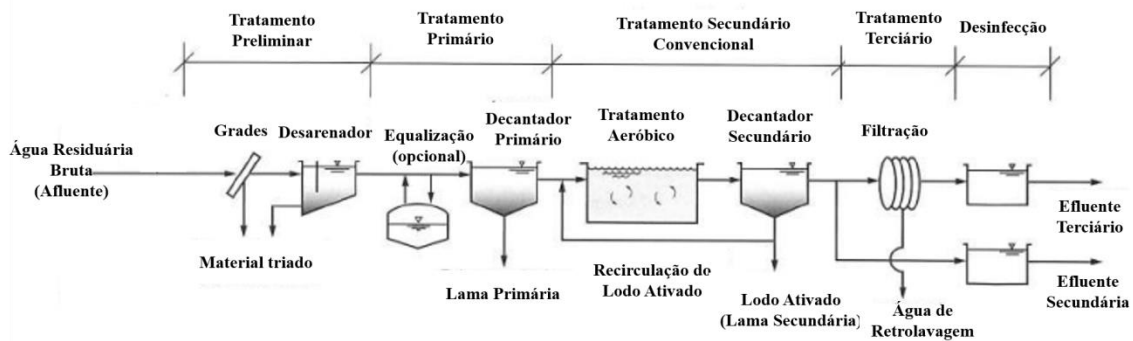 Tratamento
Preliminar
Tratamento
Primário
Tratamento Secundário
Convencional
Tratamento
Terciário
Desinfecção
Água Residuária
Bruta
(Afluente)
Grades
Desarenador
Equalização
(opcional)
Decantador
Primário
Tratamento
Aeróbico
Decantador
Secundário
Filtração
Efluente
Terciário
Material triado
Lama Primária
Recirculação do
Lodo Ativado
Lodo Ativado
(Lama Secundária)
Água de
Retrolavagem
Efluente
Secundária